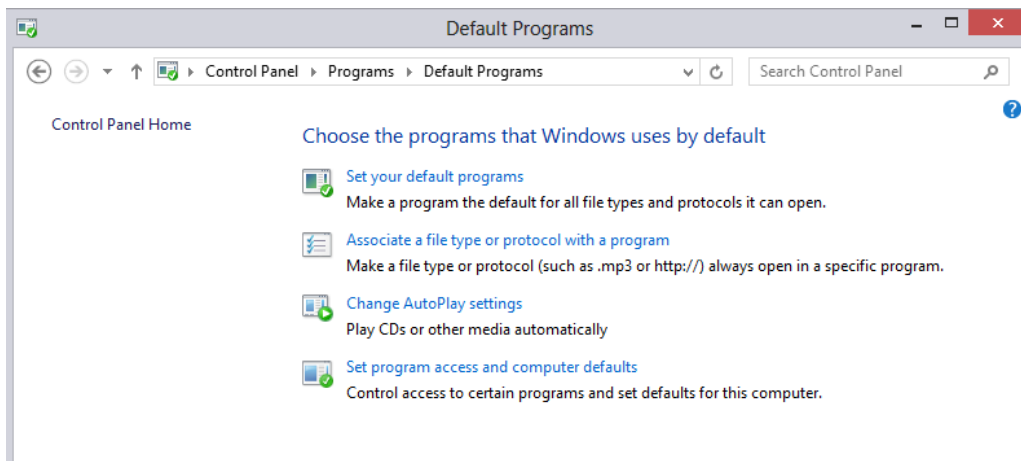 Default Programs
Control Panel Programs Default Programs
Search Control Panel
Control Panel Home
Choose the programs that Windows uses by default
Set your default programs
Make a program the default for all file types and protocols it can open.
Associate a file type or protocol with a program
Make a file type or protocol (such as .mp3 or http://) always open in a specific program.
Change AutoPlay settings
Play CDs or other media automatically
Set program access and computer defaults
Control access to certain programs and set defaults for this computer.